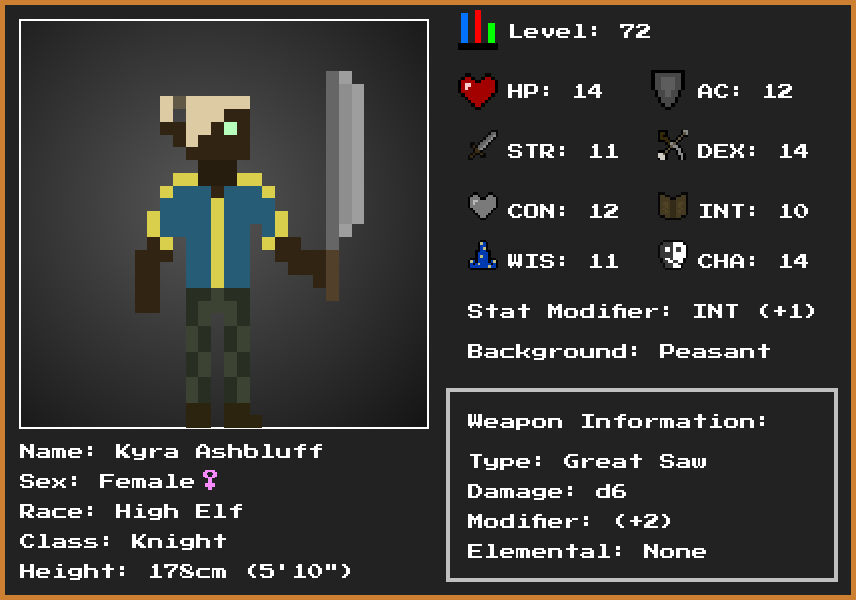 Level: 72
HP: 14
AC: 12
STR: 11
DEX: 14
CON: 12
INT: 10
WIS: 11
CHA: 14
Stat Modifier: INT (+1)
Background: Peasant
Weapon Information:
Type: Great Saw
Damage: d6
Modifier: (+2)
Elemental: None
Name: Kyra Ashbluff
Sex: Female♀
Race: High Elf
Class: Knight
Height: 178cm (5'10")